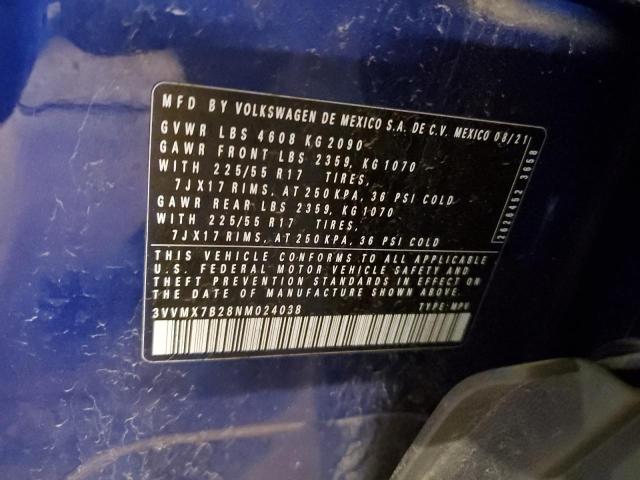 MFD BY VOLKSWAGEN DE MEXICO S.A. DE C.V. MEXICO 08/21
GVWR LBS 4608 KG 2090
GAWR FRONT LBS 2359, KG 1070
WITH 225/55 R17 TIRES,
7JX17 RIMS, AT 250 KPA, 36 PSI COLD
GAWR REAR LBS 2359, KG 1070
WITH 225/55 R17 TIRES,
7JX17 RIMS, AT 250 KPA, 36 PSI COLD
THIS VEHICLE CONFORMS TO ALL APPLICABLE
U.S. FEDERAL MOTOR VEHICLE SAFETY AND
THEFT PREVENTION STANDARDS IN EFFECT ON
THE DATE OF MANUFACTURE SHOWN ABOVE.
3VVMX7B28NM024038 TYPE: MPV